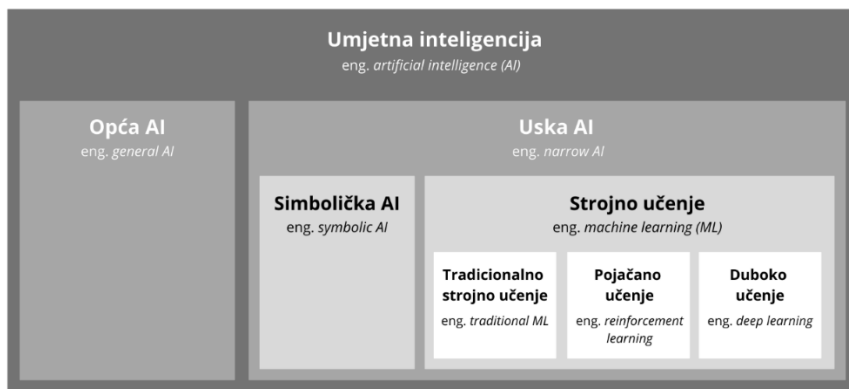 Umjetna inteligencija
eng. artificial intelligence (AI)
Opća AI
eng. general AI
Uska AI
eng. narrow AI
Simbolička AI
eng. symbolic AI
Strojno učenje
eng. machine learning (ML)
Tradicionalno
strojno učenje
eng. traditional ML
Pojačano
učenje
eng. reinforcement
learning
Duboko
učenje
eng. deep learning